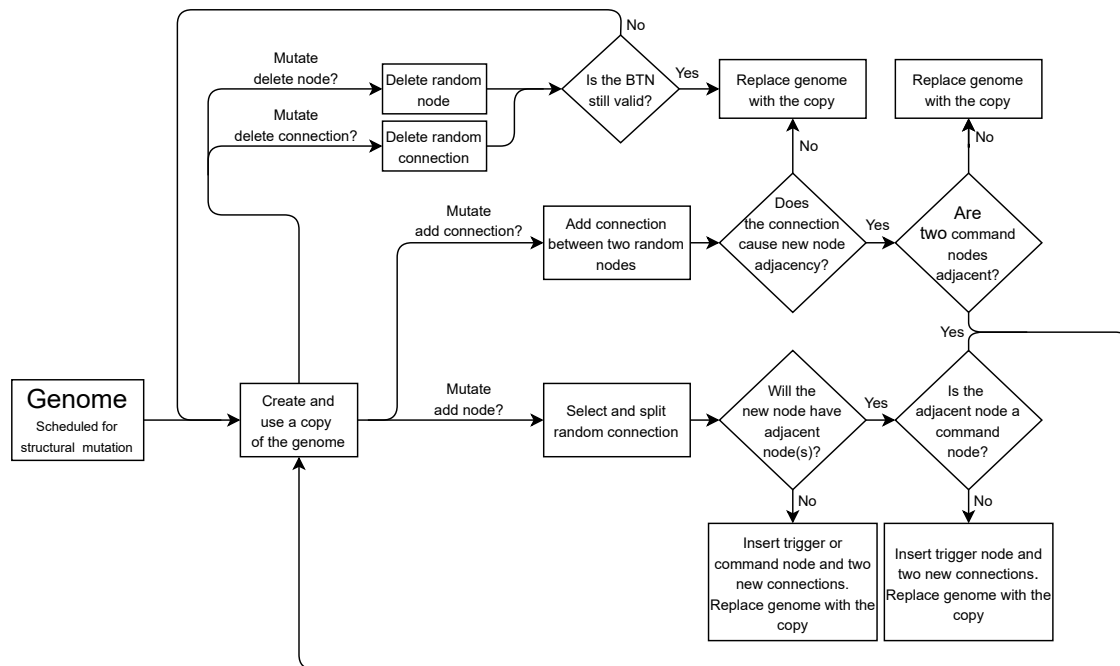 No
Mutate
delete node?
Delete random
node
Is the BTN
still valid?
Yes
Replace genome
with the copy
Replace genome
with the copy
Mutate
delete connection?
Delete random
connection
No
No
Mutate
add connection?
Add connection
between two random
nodes
Does
the connection
cause new node
adjacency?
Yes
Are
two command
nodes
adjacent?
Yes
Genome
Scheduled for
structural mutation
Create and
use a copy
of the genome
Mutate
add node?
Select and split
random connection
Will the
new node have
adjacent
node(s)?
Yes
Is the
adjacent node a
command
node?
No
No
Insert trigger or
command node and two
new connections.
Replace genome with the
copy
Insert trigger node and
two new connections.
Replace genome with the
copy